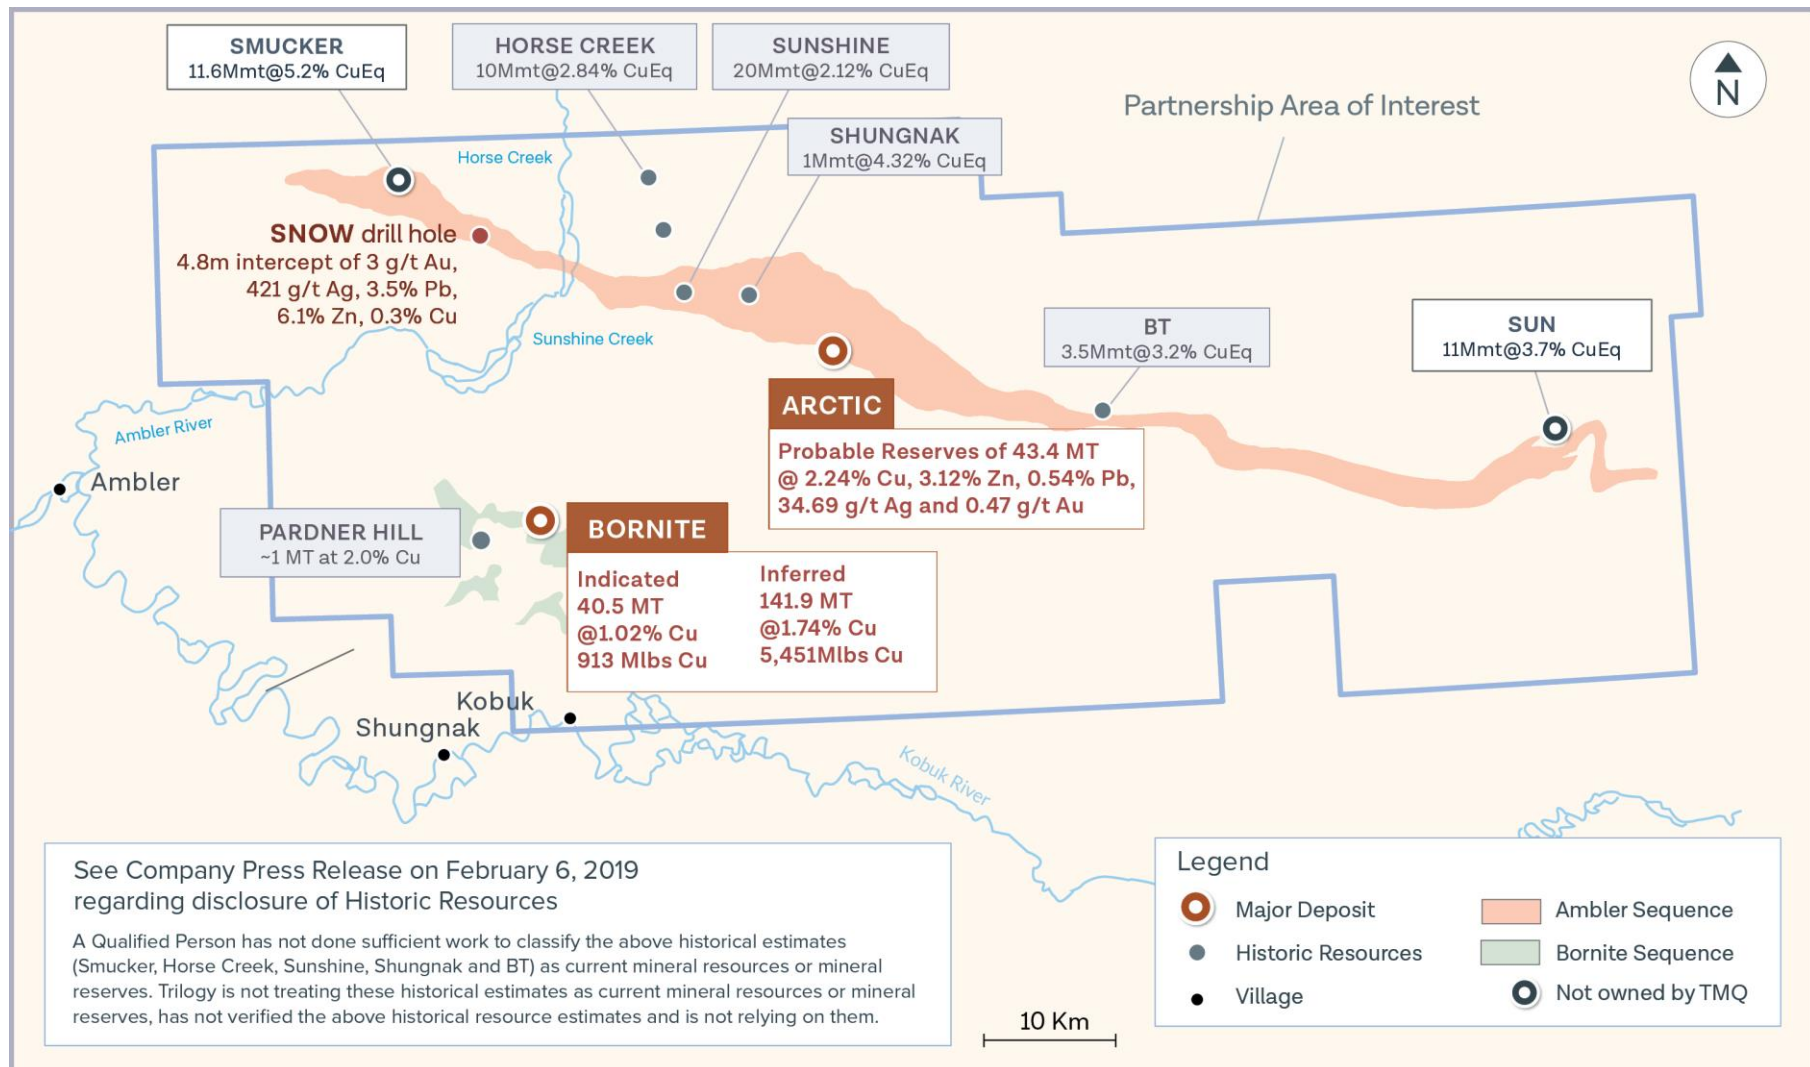 SMUCKER
11.6Mmt@5.2% CuEq
HORSE CREEK
10Mmt@2.84% CuEq
SUNSHINE
20Mmt@2.12% CuEq
SHUNGNAK
1Mmt@4.32% CuEq
Partnership Area of Interest
N
Horse Creek
SNOW drill hole
4.8m intercept of 3 g/t Au,
421 g/t Ag, 3.5% Pb,
6.1% Zn, 0.3% Cu
Sunshine Creek
BT
3.5Mmt@3.2% CuEq
SUN
11Mmt@3.7% CuEq
ARCTIC
Probable Reserves of 43.4 MT
@ 2.24% Cu, 3.12% Zn, 0.54% Pb,
34.69 g/t Ag and 0.47 g/t Au
Ambler River
Ambler
PARDNER HILL
~1 MT at 2.0% Cu
BORNITE
Indicated
40.5 MT
@1.02% Cu
913 Mlbs Cu
Inferred
141.9 MT
@1.74% Cu
5,451Mlbs Cu
Kobuk
Shungnak
Kobuk River
See Company Press Release on February 6, 2019
regarding disclosure of Historic Resources
A Qualified Person has not done sufficient work to classify the above historical estimates
(Smucker, Horse Creek, Sunshine, Shungnak and BT) as current mineral resources or mineral
reserves. Trilogy is not treating these historical estimates as current mineral resources or mineral
reserves, has not verified the above historical resource estimates and is not relying on them.
10 Km
Legend
Major Deposit
Historic Resources
Village
Ambler Sequence
Bornite Sequence
Not owned by TMQ